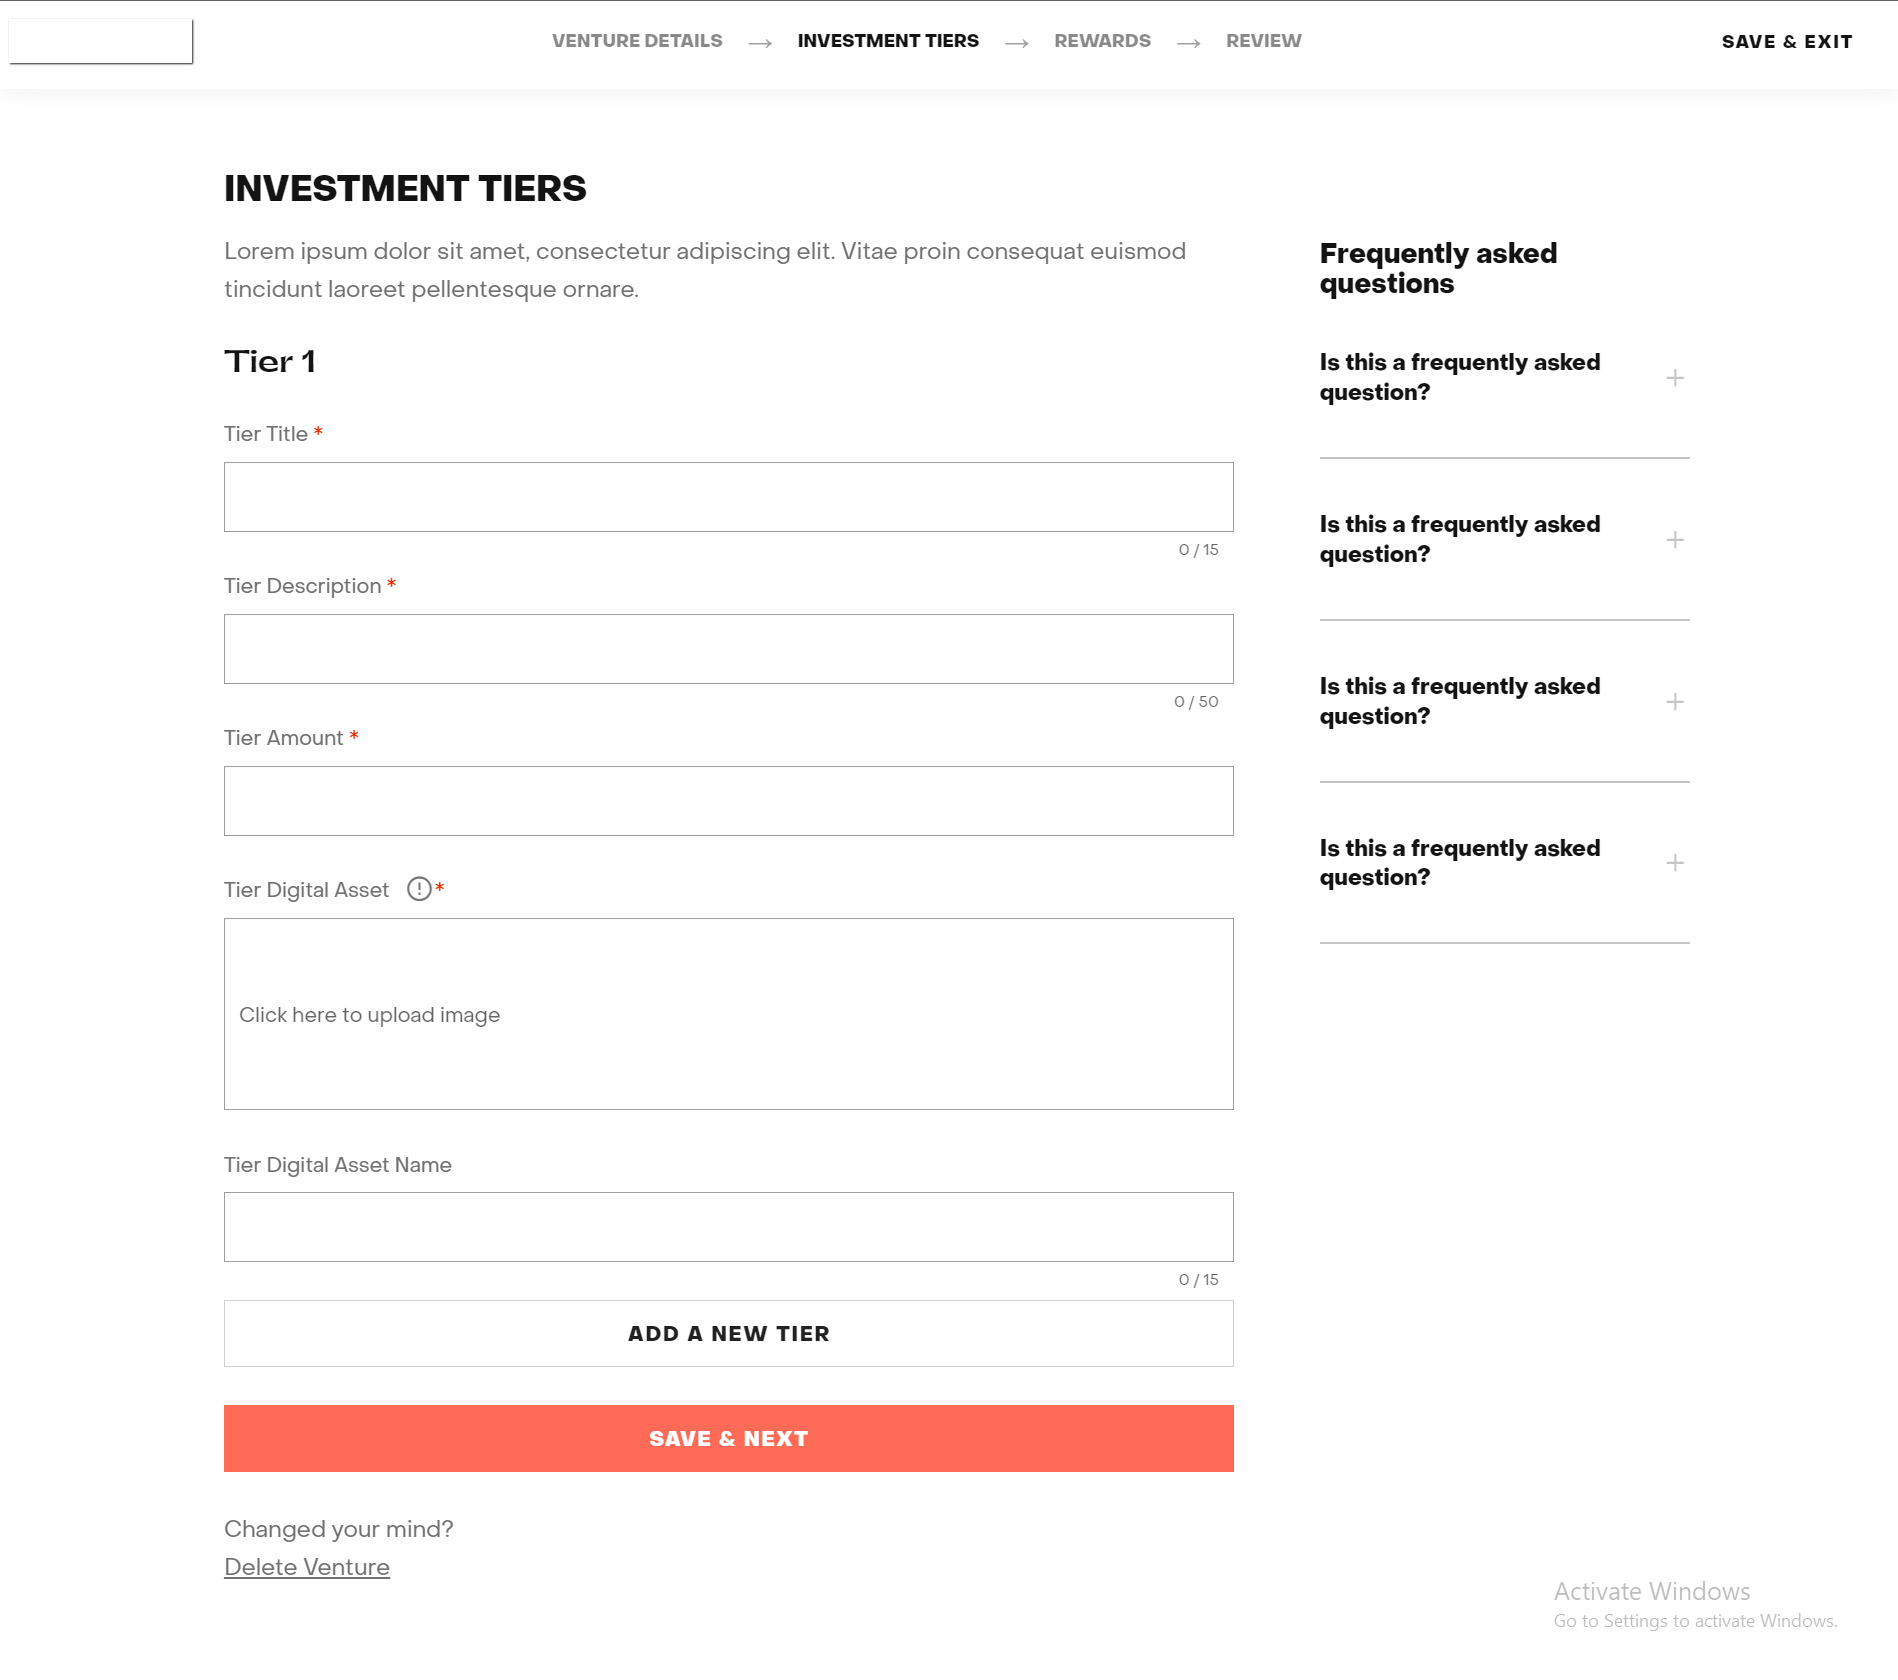 VENTURE DETAILS → INVESTMENT TIERS → REWARDS → REVIEW
SAVE & EXIT
INVESTMENT TIERS
Lorem ipsum dolor sit amet, consectetur adipiscing elit. Vitae proin consequat euismod
tincidunt laoreet pellentesque ornare.
Tier 1
Tier Title *
0 / 15
Tier Description *
0 / 50
Tier Amount *
Tier Digital Asset *
Click here to upload image
Tier Digital Asset Name
0 / 15
ADD A NEW TIER
SAVE & NEXT
Changed your mind?
Delete Venture
Frequently asked
questions
Is this a frequently asked
question?
Is this a frequently asked
question?
Is this a frequently asked
question?
Is this a frequently asked
question?
Activate Windows
Go to Settings to activate Windows.